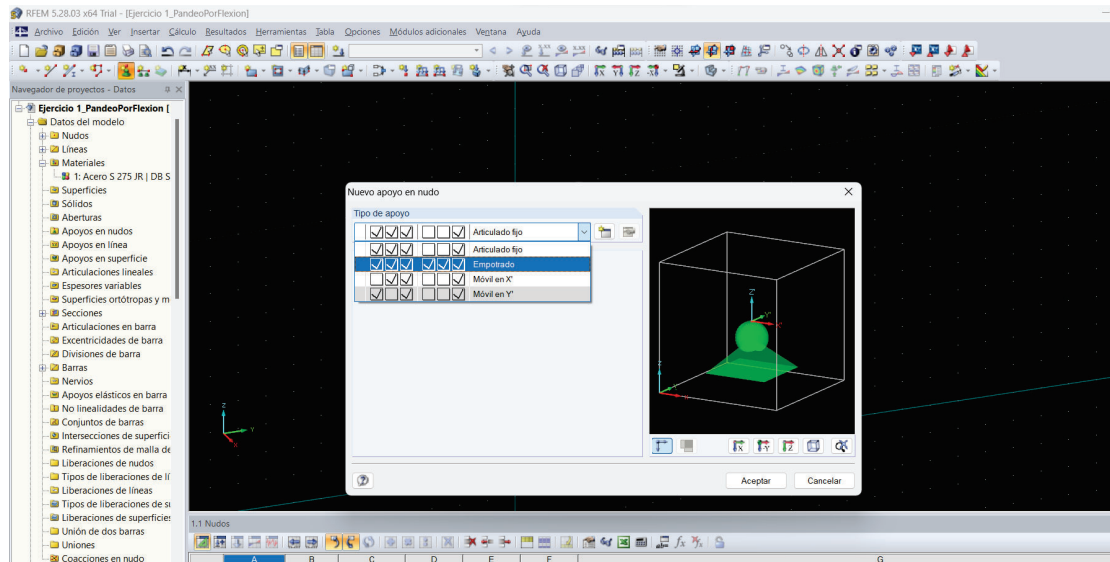 RFEM 5.28.03 x64 Trial - [Ejercicio 1_PandeoPorFlexion]
Archivo Edición Ver Insertar Cálculo Resultados Herramientas Tabla Opciones Módulos adicionales Ventana Ayuda
Navegador de proyectos - Datos
Ejercicio 1_PandeoPorFlexion [
Datos del modelo
Nudos
Líneas
Materiales
1: Acero S 275 JR | DB S
Superficies
Sólidos
Aberturas
Apoyos en nudos
Apoyos en línea
Apoyos en superficie
Articulaciones lineales
Espesores variables
Superficies ortótropas y m
Secciones
Articulaciones en barra
Excentricidades de barra
Divisiones de barra
Barras
Nervios
Apoyos elásticos en barra
No linealidades de barra
Conjuntos de barras
Intersecciones de superfici
Refinamientos de malla de
Liberaciones de nudos
Tipos de liberaciones de lí
Liberaciones de líneas
Tipos de liberaciones de su
Liberaciones de superficies
Unión de dos barras
Uniones
Coacciones en nudo
Z
Y
X
Nuevo apoyo en nudo
Tipo de apoyo
Articulado fijo
Articulado fijo
Empotrado
Móvil en X'
Móvil en Y'
Z'
Y'
X'
Z
Y
X
Aceptar Cancelar
1.1 Nudos
A B C D E F G